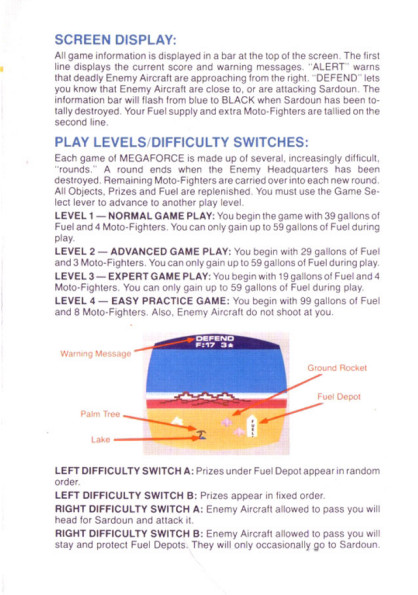 SCREEN DISPLAY:
All game information is displayed in a bar at the top of the screen. The first
line displays the current score and warning messages. "ALERT" warns
that deadly Enemy Aircraft are approaching from the right. "DEFEND" lets
you know that Enemy Aircraft are close to, or are attacking Sardoun. The
information bar will flash from blue to BLACK when Sardoun has been to-
tally destroyed. Your Fuel supply and extra Moto-Fighters are tallied on the
second line.
PLAY LEVELS/DIFFICULTY SWITCHES:
Each game of MEGAFORCE is made up of several, increasingly difficult,
"rounds." A round ends when the Enemy Headquarters has been
destroyed. Remaining Moto-Fighters are carried over into each new round.
All Objects, Prizes and Fuel are replenished. You must use the Game Se-
lect lever to advance to another play level.
LEVEL 1 — NORMAL GAME PLAY: You begin the game with 39 gallons of
Fuel and 4 Moto-Fighters. You can only gain up to 59 gallons of Fuel during
play.
LEVEL 2 — ADVANCED GAME PLAY: You begin with 29 gallons of Fuel
and 3 Moto-Fighters. You can only gain up to 59 gallons of Fuel during play.
LEVEL 3 — EXPERT GAME PLAY: You begin with 19 gallons of Fuel and 4
Moto-Fighters. You can only gain up to 59 gallons of Fuel during play.
LEVEL 4 — EASY PRACTICE GAME: You begin with 99 gallons of Fuel
and 8 Moto-Fighters. Also, Enemy Aircraft do not shoot at you.
DEFEND
F:17 3
Warning Message
Ground Rocket
Fuel Depot
FUEL
Palm Tree
Lake
LEFT DIFFICULTY SWITCH A: Prizes under Fuel Depot appear in random
order.
LEFT DIFFICULTY SWITCH B: Prizes appear in fixed order.
RIGHT DIFFICULTY SWITCH A: Enemy Aircraft allowed to pass you will
head for Sardoun and attack it.
RIGHT DIFFICULTY SWITCH B: Enemy Aircraft allowed to pass you will
stay and protect Fuel Depots. They will only occasionally go to Sardoun.